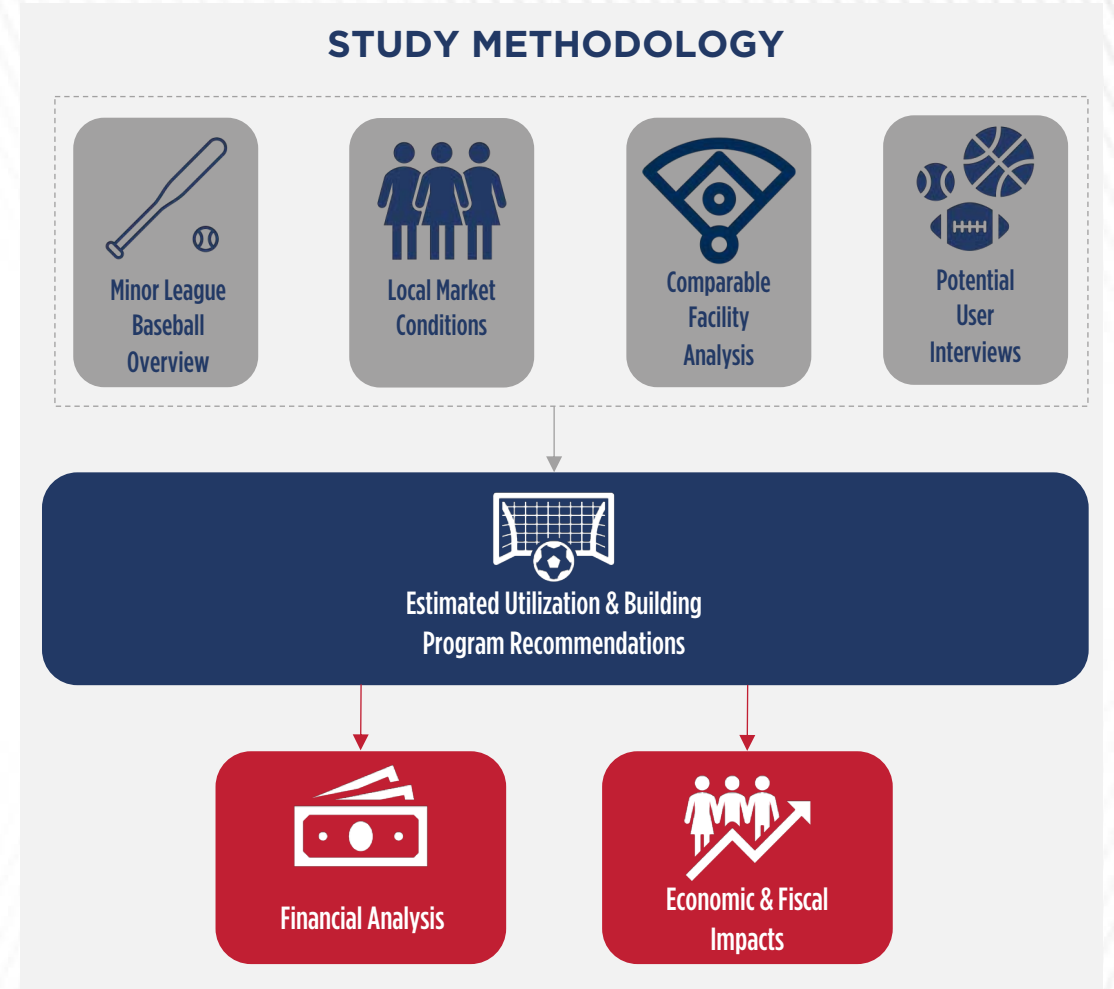 STUDY METHODOLOGY
Minor League
Baseball
Overview
Local Market
Conditions
Comparable
Facility
Analysis
Potential
User
Interviews
Estimated Utilization & Building
Program Recommendations
Financial Analysis
Economic & Fiscal
Impacts